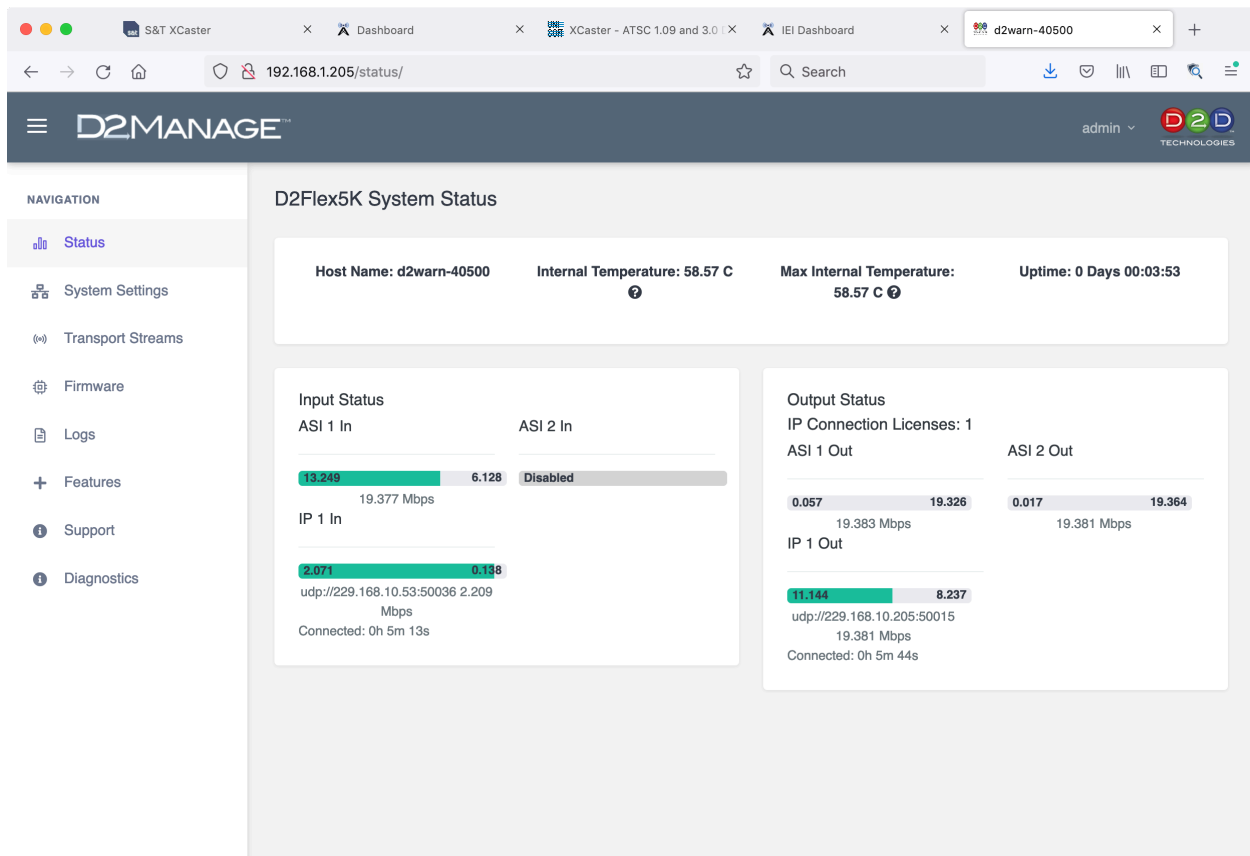 S&T XCaster
Dashboard
XCaster - ATSC 1.09 and 3.0
IEI Dashboard
d2warn-40500
192.168.1.205/status/
Search
D2MANAGE™
admin
D2D
TECHNOLOGIES
NAVIGATION
Status
System Settings
Transport Streams
Firmware
Logs
Features
Support
Diagnostics
D2Flex5K System Status
Host Name: d2warn-40500
Internal Temperature: 58.57 C
Max Internal Temperature:
58.57 C
Uptime: 0 Days 00:03:53
Input Status
ASI 1 In
13.249 6.128
19.377 Mbps
ASI 2 In
Disabled
IP 1 In
2.071 0.138
udp://229.168.10.53:50036 2.209
Mbps
Connected: 0h 5m 13s
Output Status
IP Connection Licenses: 1
ASI 1 Out
0.057 19.326
19.383 Mbps
ASI 2 Out
0.017 19.364
19.381 Mbps
IP 1 Out
11.144 8.237
udp://229.168.10.205:50015
19.381 Mbps
Connected: 0h 5m 44s